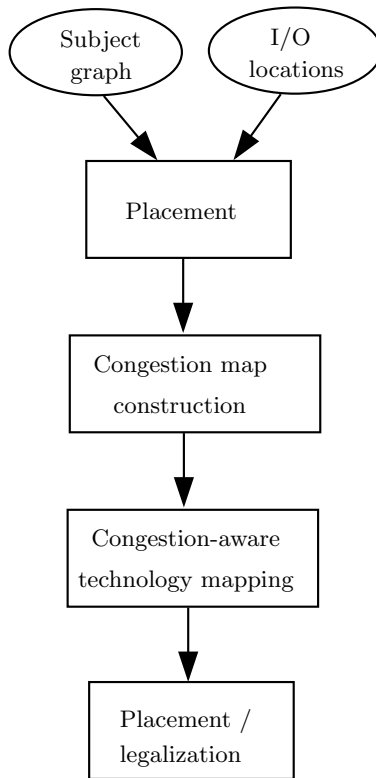 Subject
graph
I/O
locations
Placement
Congestion map
construction
Congestion-aware
technology mapping
Placement /
legalization